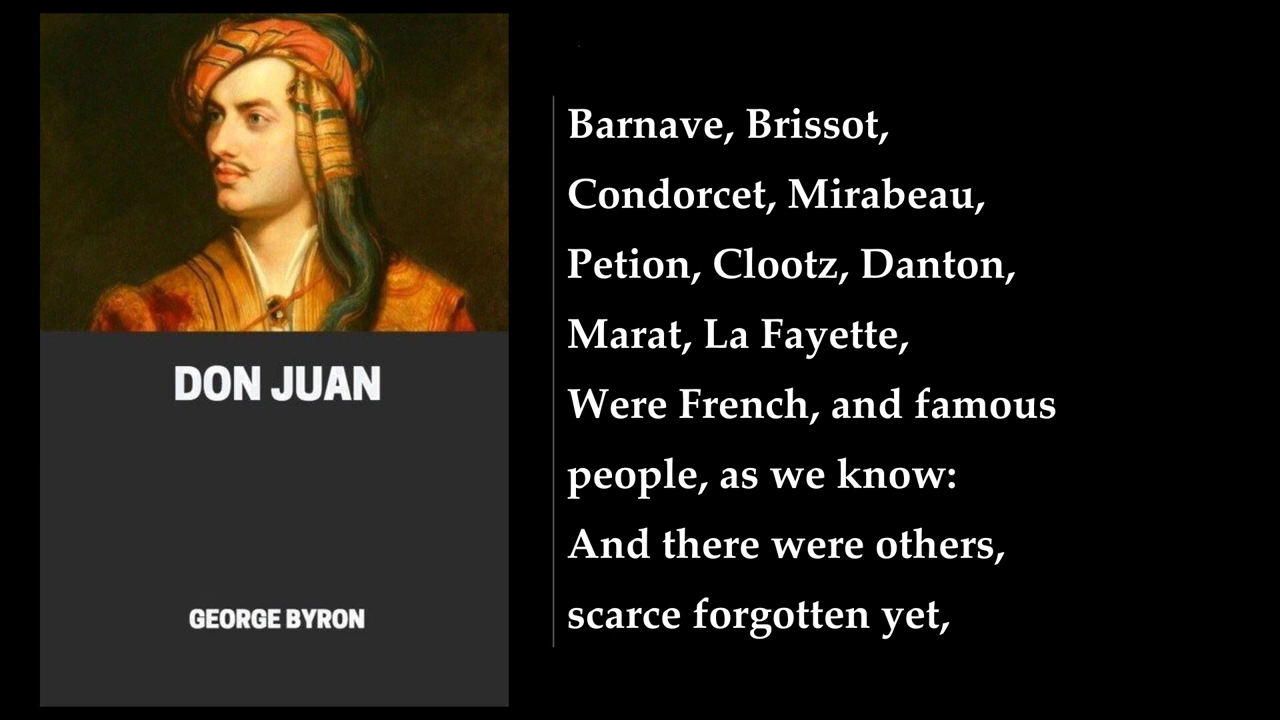 DON JUAN
GEORGE BYRON
Barnave, Brissot,
Condorcet, Mirabeau,
Petion, Clootz, Danton,
Marat, La Fayette,
Were French, and famous
people, as we know:
And there were others,
scarce forgotten yet,